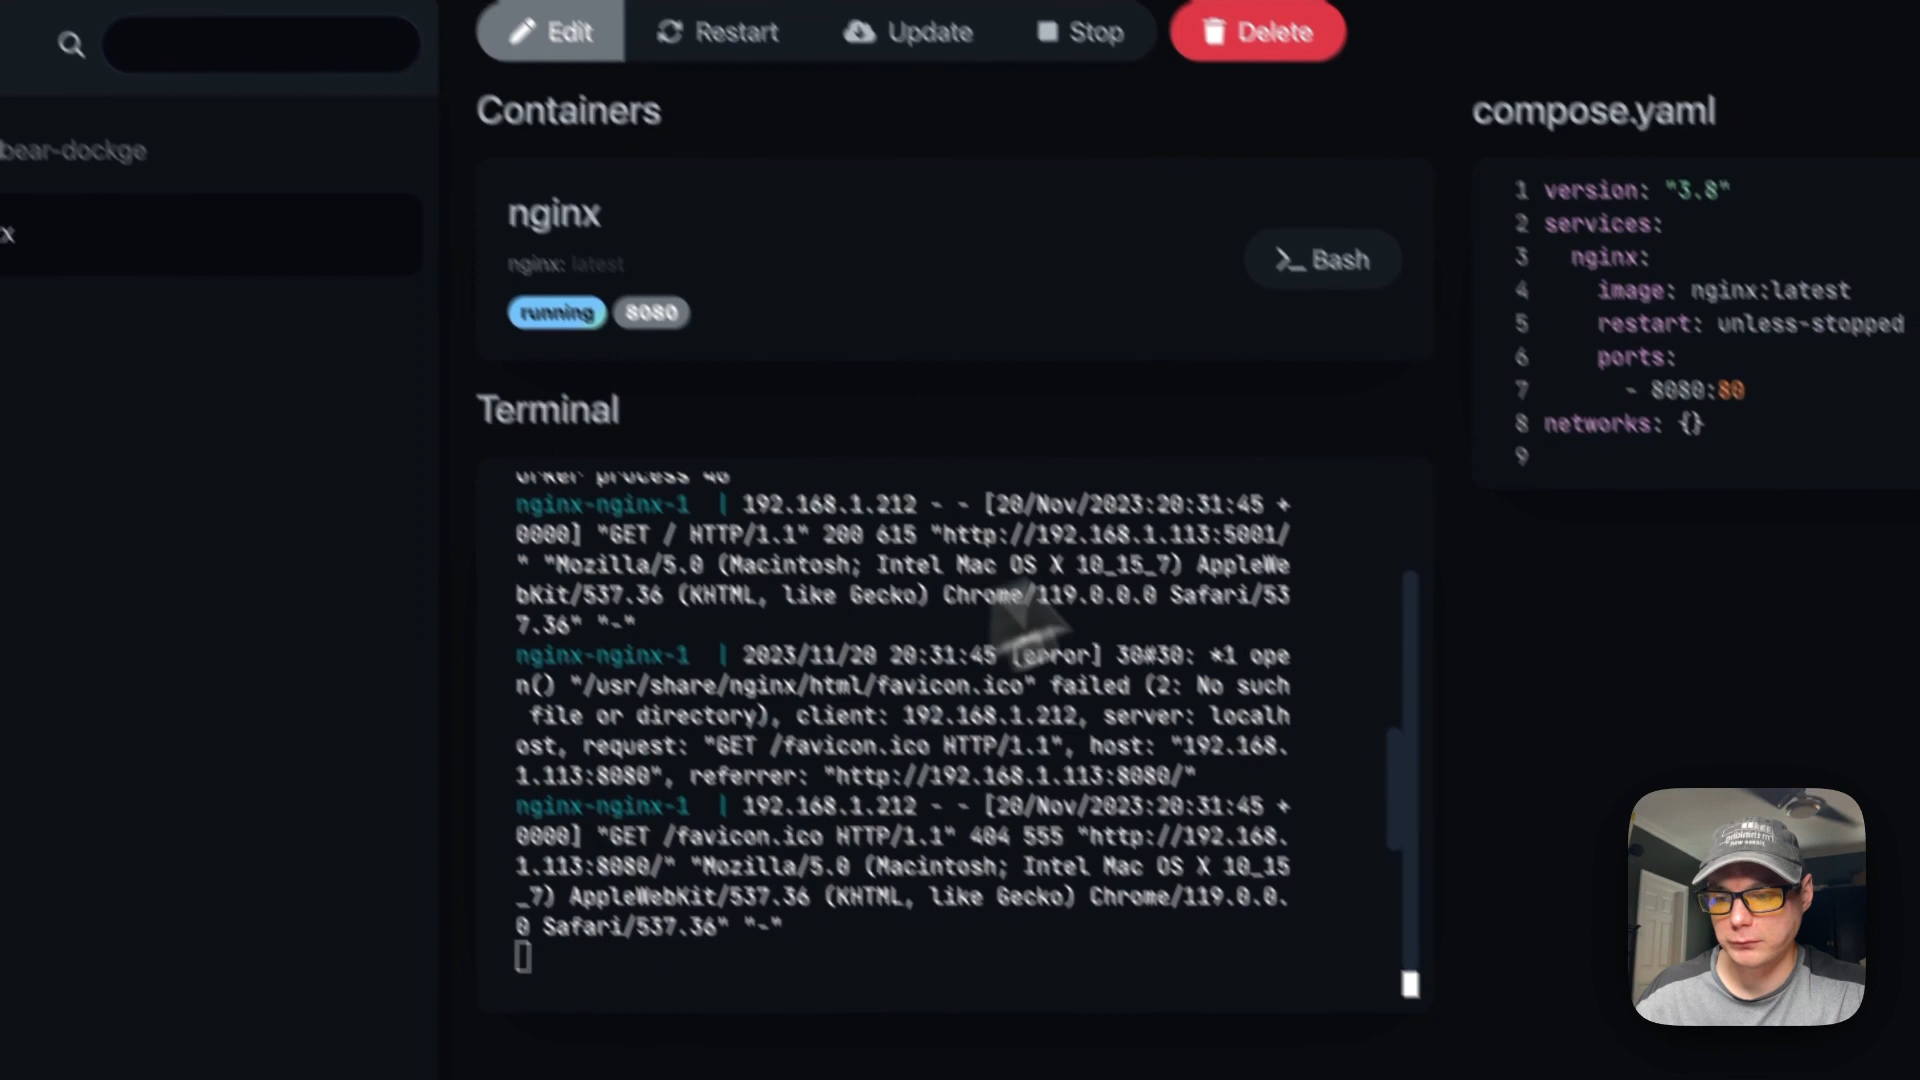 Edit Restart Update Stop Delete
bear-dockge
x
Containers
nginx
nginx: latest
running 8080
Bash
Terminal
orker process 40
nginx-nginx-1 | 192.168.1.212 - - [20/Nov/2023:20:31:45 +
0000] "GET / HTTP/1.1" 200 615 "http://192.168.1.113:5001/
" "Mozilla/5.0 (Macintosh; Intel Mac OS X 10_15_7) AppleWe
bKit/537.36 (KHTML, like Gecko) Chrome/119.0.0.0 Safari/53
7.36" "-"
nginx-nginx-1 | 2023/11/20 20:31:45 [error] 30#30: *1 ope
n() "/usr/share/nginx/html/favicon.ico" failed (2: No such
file or directory), client: 192.168.1.212, server: localh
ost, request: "GET /favicon.ico HTTP/1.1", host: "192.168.
1.113:8080", referrer: "http://192.168.1.113:8080/"
nginx-nginx-1 | 192.168.1.212 - - [20/Nov/2023:20:31:45 +
0000] "GET /favicon.ico HTTP/1.1" 404 555 "http://192.168.
1.113:8080/" "Mozilla/5.0 (Macintosh; Intel Mac OS X 10_15
_7) AppleWebKit/537.36 (KHTML, like Gecko) Chrome/119.0.0.
0 Safari/537.36" "-"
compose.yaml
1 version: "3.8"
2 services:
3 nginx:
4 image: nginx:latest
5 restart: unless-stopped
6 ports:
7 - 8080:80
8 networks: {}
9